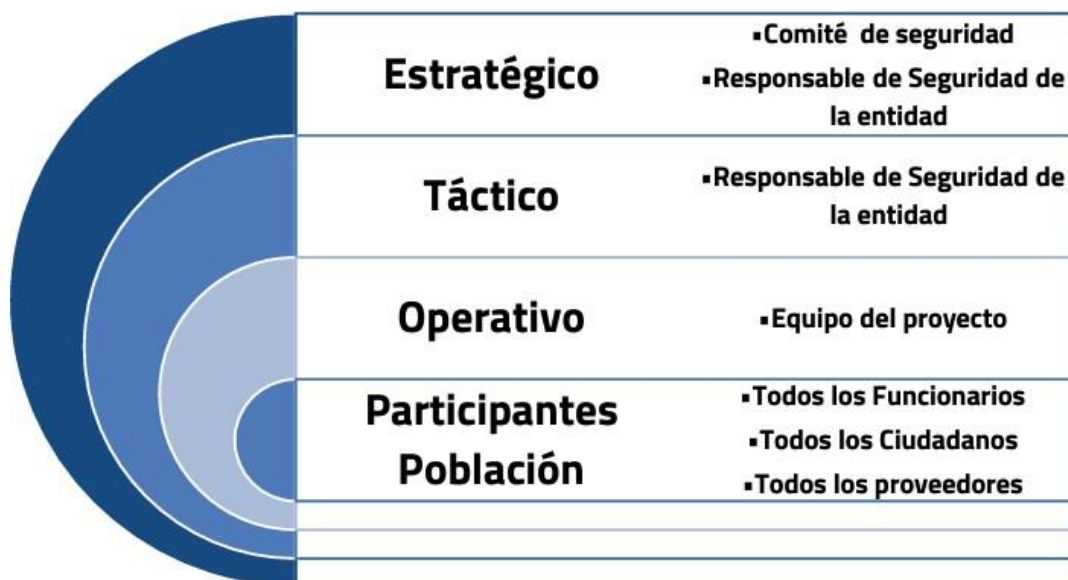 Estratégico
▪Comité de seguridad
▪Responsable de Seguridad de
la entidad
Táctico
▪Responsable de Seguridad de
la entidad
Operativo
▪Equipo del proyecto
Participantes
Población
▪Todos los Funcionarios
▪Todos los Ciudadanos
▪Todos los proveedores